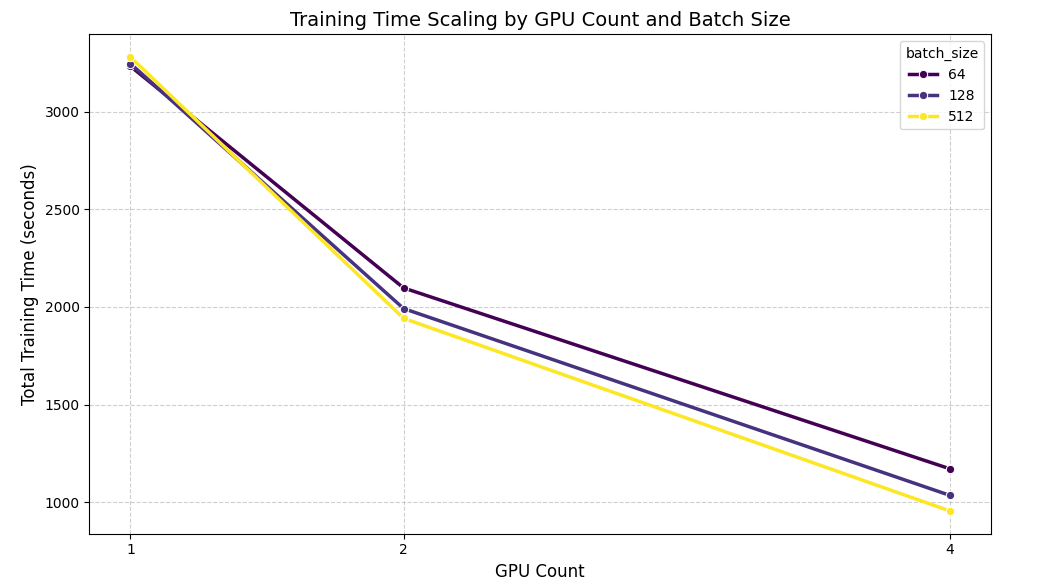 Training Time Scaling by GPU Count and Batch Size
batch_size
64
128
512
Total Training Time (seconds)
3000
2500
2000
1500
1000
1
2
4
GPU Count